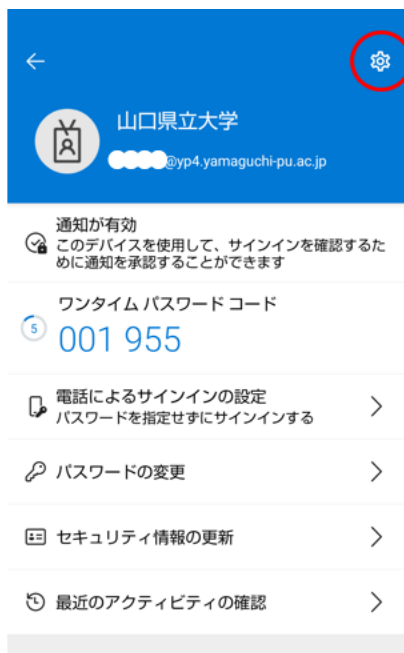 山口県立大学
@yp4.yamaguchi-pu.ac.jp
通知が有効
このデバイスを使用して、サインインを確認するた
めに通知を承認することができます
ワンタイム パスワード コード
5
001 955
電話によるサインインの設定
パスワードを指定せずにサインインする
パスワードの変更
セキュリティ情報の更新
最近のアクティビティの確認